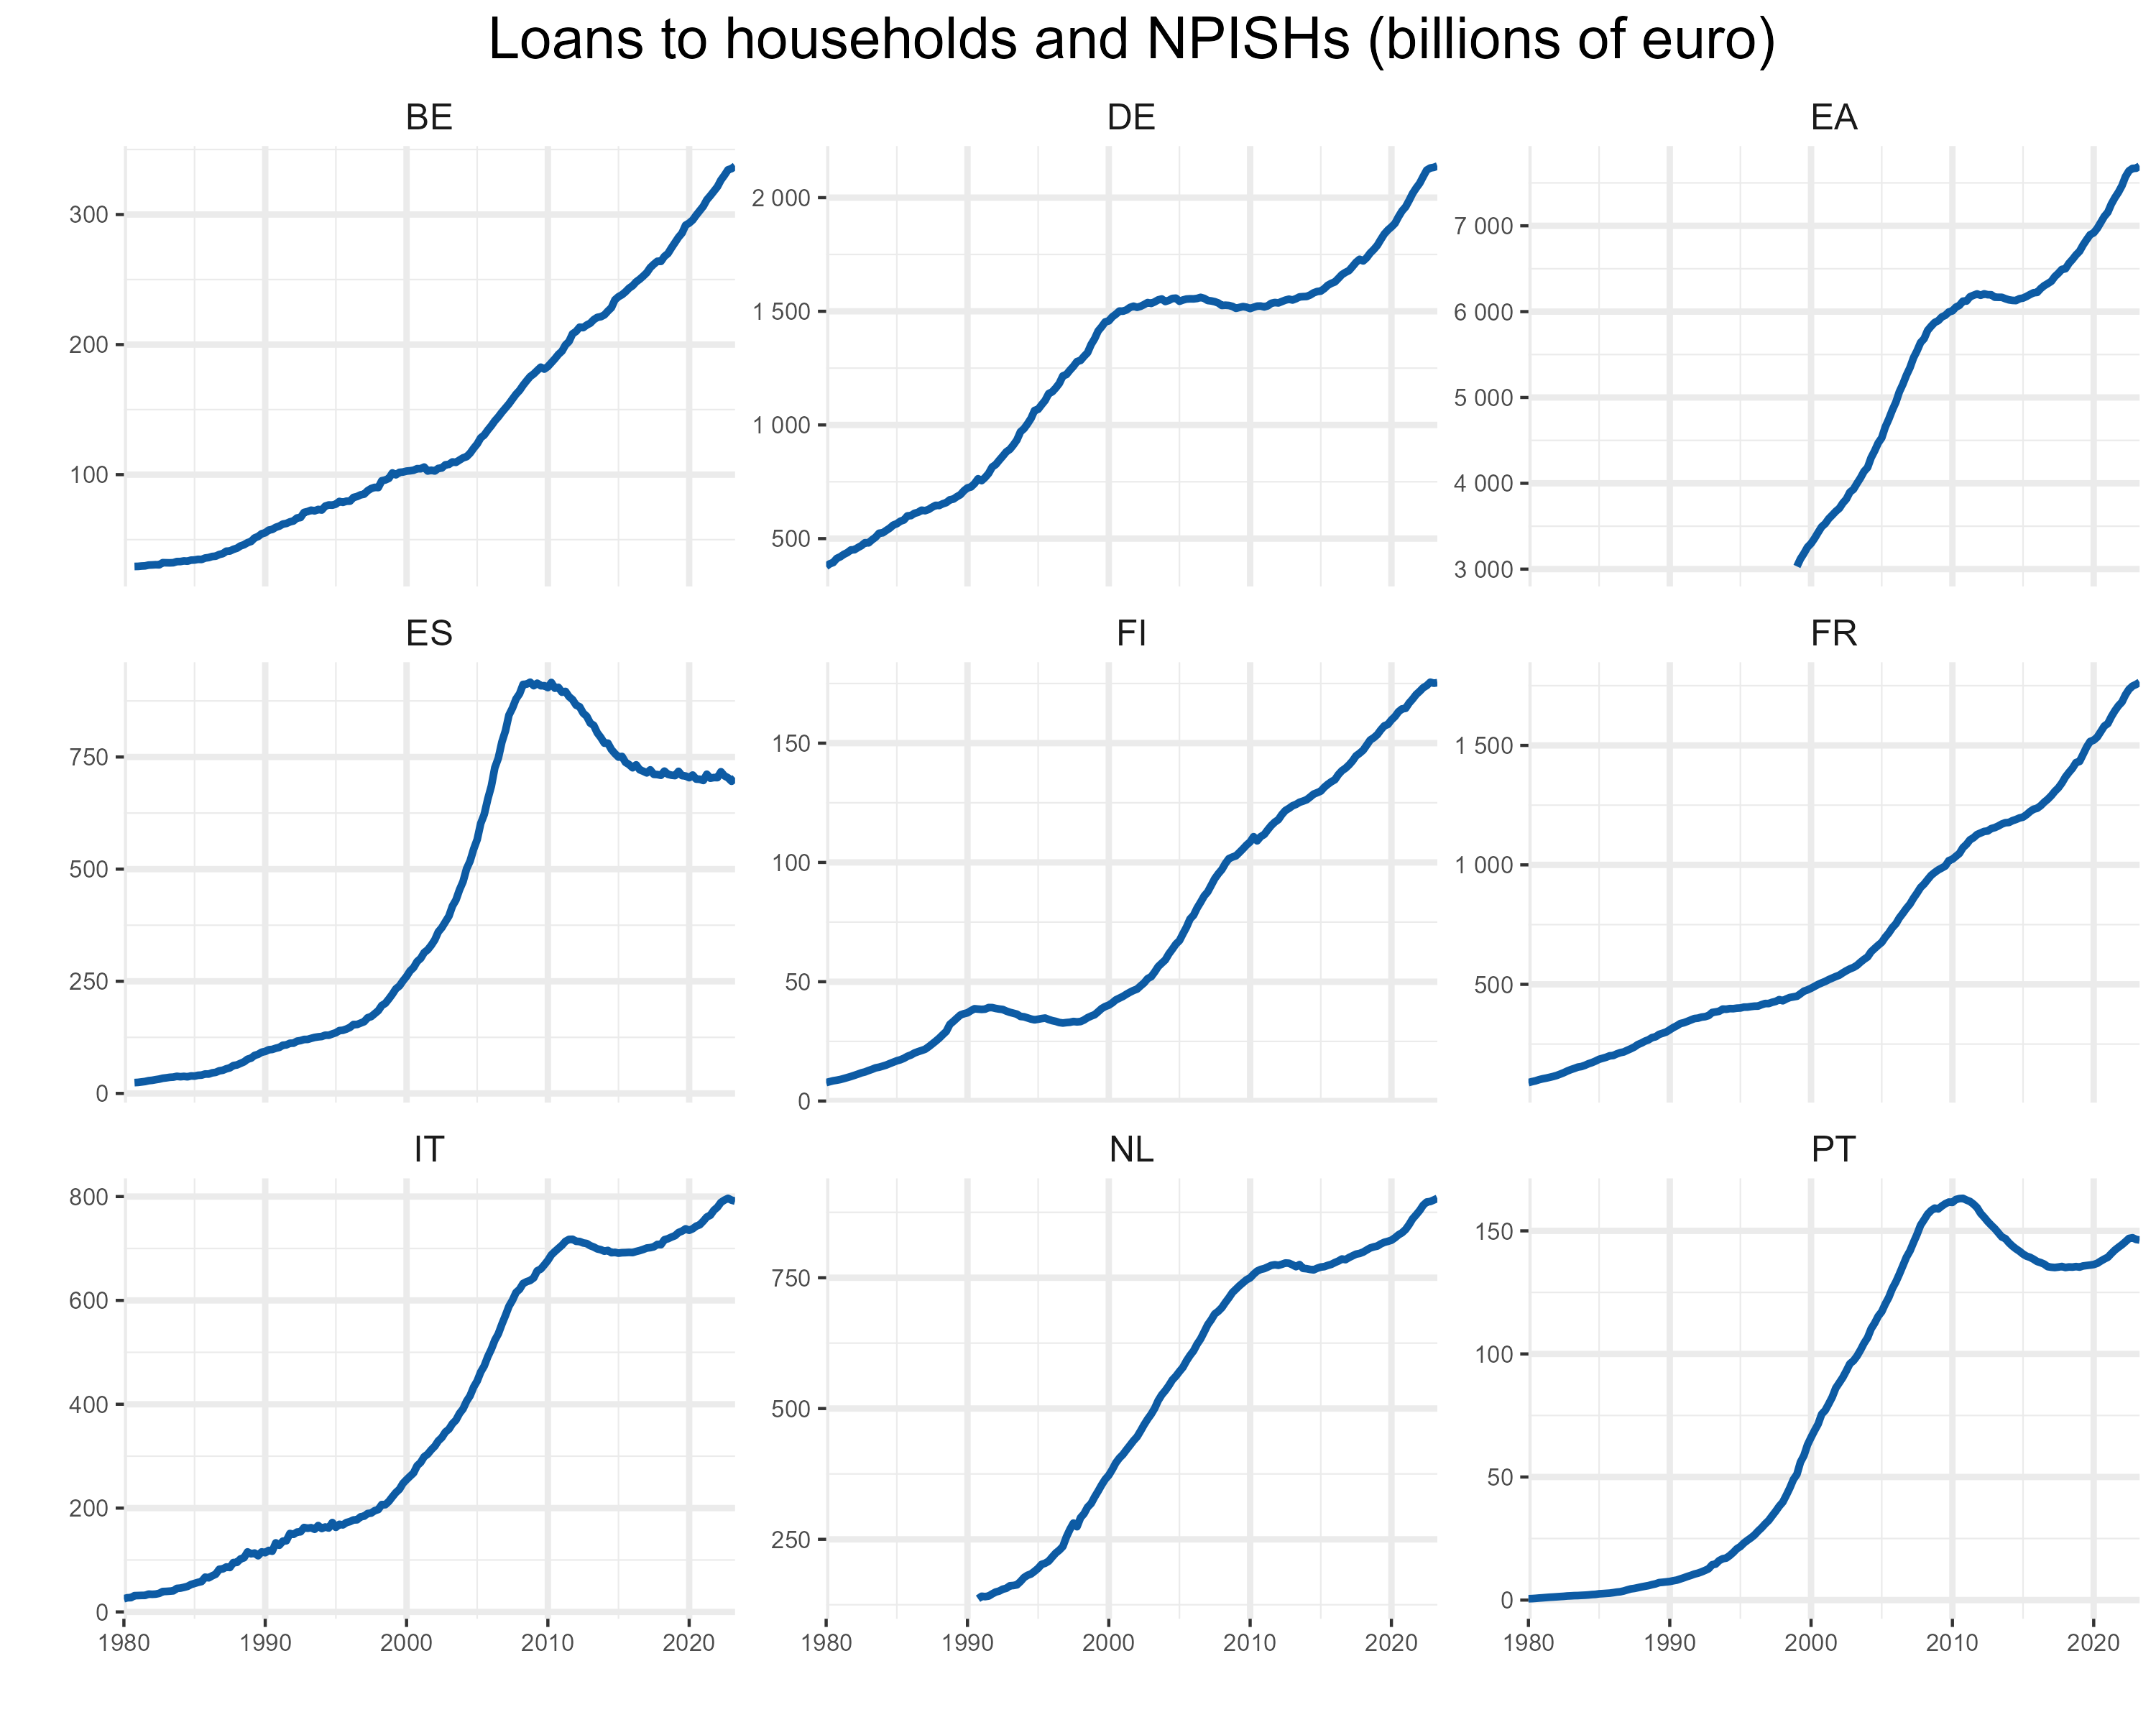 Loans to households and NPISHs (billions of euro)
BE
DE
EA
300
200
100
2 000
1 500
1 000
500
7 000
6 000
5 000
4 000
3 000
ES
FI
FR
750
500
250
0
150
100
50
0
1 500
1 000
500
IT
NL
PT
800
600
400
200
0
750
500
250
150
100
50
0
1980 1990 2000 2010 2020
1980 1990 2000 2010 2020
1980 1990 2000 2010 2020